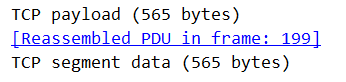 TCP payload (565 bytes)
[Reassembled PDU in frame: 199]
TCP segment data (565 bytes)